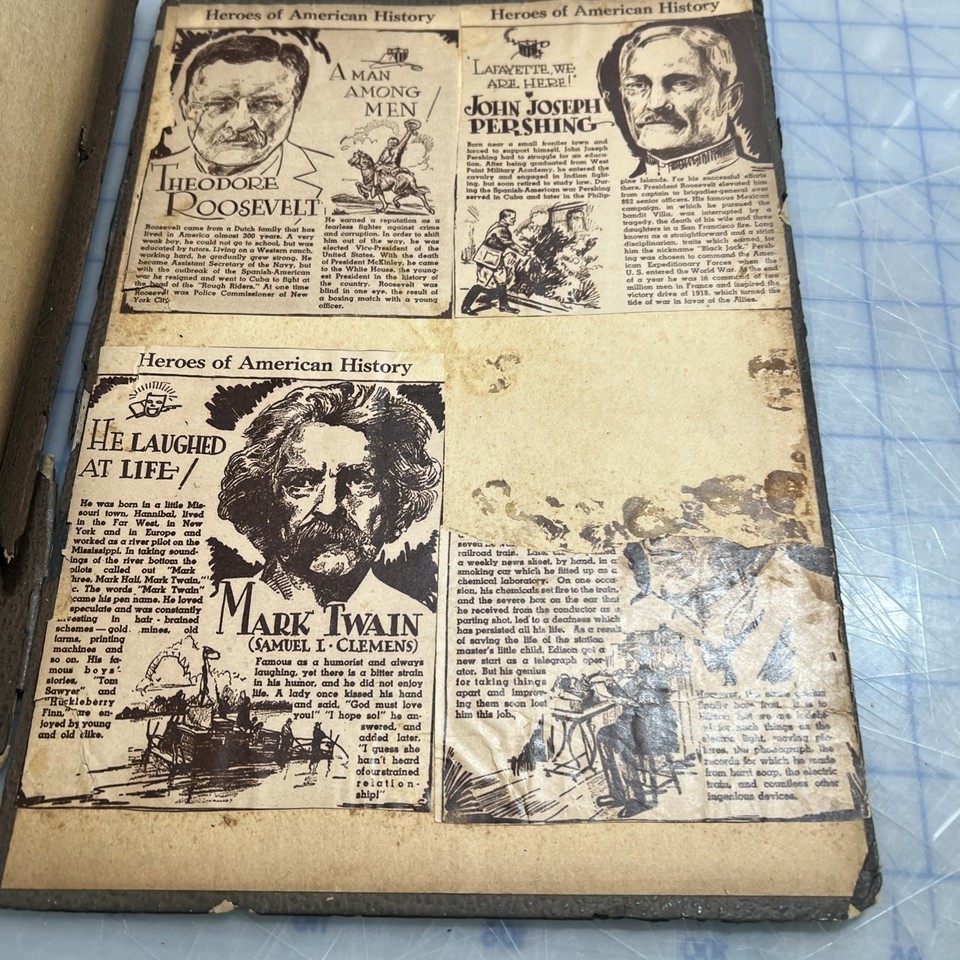 Heroes of American History
A MAN
AMONG
MEN!
THEODORE
ROOSEVELT
Roosevelt came from a Dutch family that has
lived in America almost 300 years. A very
weak boy, he could not go to school, but was
educated by tutors. Living on a Western ranch,
working hard, he gradually grew strong. He
became Assistant Secretary of the Navy, but
with the outbreak of the Spanish-American
war he resigned and went to Cuba to fight at
the head of the "Rough Riders." At one time
Roosevelt was Police Commissioner of New
York City.
He earned a reputation as a
fearless fighter against crime
and corruption. In order to shift
him out of the way, he was
elected Vice-President of the
United States. With the death
of President McKinley, he came
to the White House, the young-
est President in the history of
the country. Roosevelt was
blind in one eye, the result of
a boxing match with a young
officer.
Heroes of American History
"LAFAYETTE, WE
ARE HERE!"
JOHN JOSEPH
PERSHING
Born near a small frontier town and
forced to support himself, John Joseph
Pershing had to struggle for an educa-
tion. After being graduated from West
Point Military Academy, he entered the
cavalry and engaged in Indian fight-
ing, but soon retired to study law. Dur-
ing the Spanish-American war Pershing
served in Cuba and later in the Philip-
pine Islands. For his successful efforts
there, President Roosevelt elevated him
from captain to brigadier-general over
862 senior officers. His famous Mexican
campaign, in which he pursued the
bandit Villa, was interrupted by a
tragedy, the death of his wife and three
daughters in a San Francisco fire. Long
known as a straightforward and a strict
disciplinarian, traits which earned for
him the nickname "Black Jack," Persh-
ing was chosen to command the Amer-
ican Expeditionary Forces when the
U. S. entered the World War. At the end
of a year he was in command of two
million men in France and inspired the
victory drive of 1918, which turned the
tide of war in favor of the Allies.
Heroes of American History
HE LAUGHED
AT LIFE!
He was born in a little Mis-
souri town, Hannibal, lived
in the Far West, in New
York and in Europe and
worked as a river pilot on the
Mississippi. In taking sound-
ings of the river bottom the
pilots called out "Mark
hree, Mark Half, Mark Twain,"
c. The words "Mark Twain"
came his pen name. He loved
speculate and was constantly
vesting in hair-brained
schemes—gold mines, old
farms, printing
machines and
so on. His fa-
mous boys'
stories, "Tom
Sawyer" and
"Huckleberry
Finn," are en-
joyed by young
and old alike.
MARK TWAIN
(SAMUEL L. CLEMENS)
Famous as a humorist and always
laughing, yet there is a bitter strain
in his humor, and he did not enjoy
life. A lady once kissed his hand
and said, "God must love
you!" "I hope so!" he an-
swered, and
added later,
"I guess she
hasn't heard
of our strained
relation-
ship!"
railroad train.
a weekly news sheet, by hand, in a
smoking car which he fitted up as a
chemical laboratory. On one occa-
sion, his chemicals set fire to the train,
and the severe box on the ear that
he received from the conductor as a
parting shot, led to a deafness which
has persisted all his life. As a result
of saving the life of the station
master's little child, Edison got a
new start as a telegraph oper-
ator. But his genius
for taking things
apart and improv-
ing them soon lost
him this job.
However, the same genius
finally bore fruit. It is to
Edison that we are indebt-
ed for such things as the
electric light, moving pic-
tures, the phonograph, the
records for which he made
from hard soap, the electric
train, and countless other
ingenious devices.